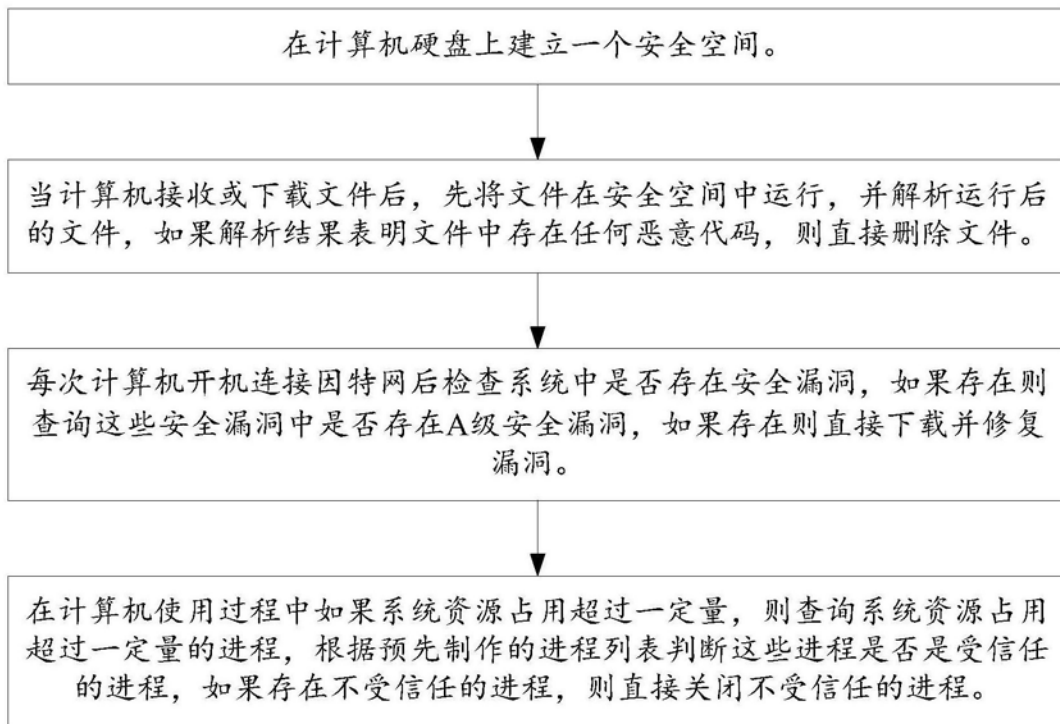 在计算机硬盘上建立一个安全空间。
当计算机接收或下载文件后，先将文件在安全空间中运行，并解析运行后
的文件，如果解析结果表明文件中存在任何恶意代码，则直接删除文件。
每次计算机开机连接因特网后检查系统中是否存在安全漏洞，如果存在则
查询这些安全漏洞中是否存在A级安全漏洞，如果存在则直接下载并修复
漏洞。
在计算机使用过程中如果系统资源占用超过一定量，则查询系统资源占用
超过一定量的进程，根据预先制作的进程列表判断这些进程是否是受信任
的进程，如果存在不受信任的进程，则直接关闭不受信任的进程。